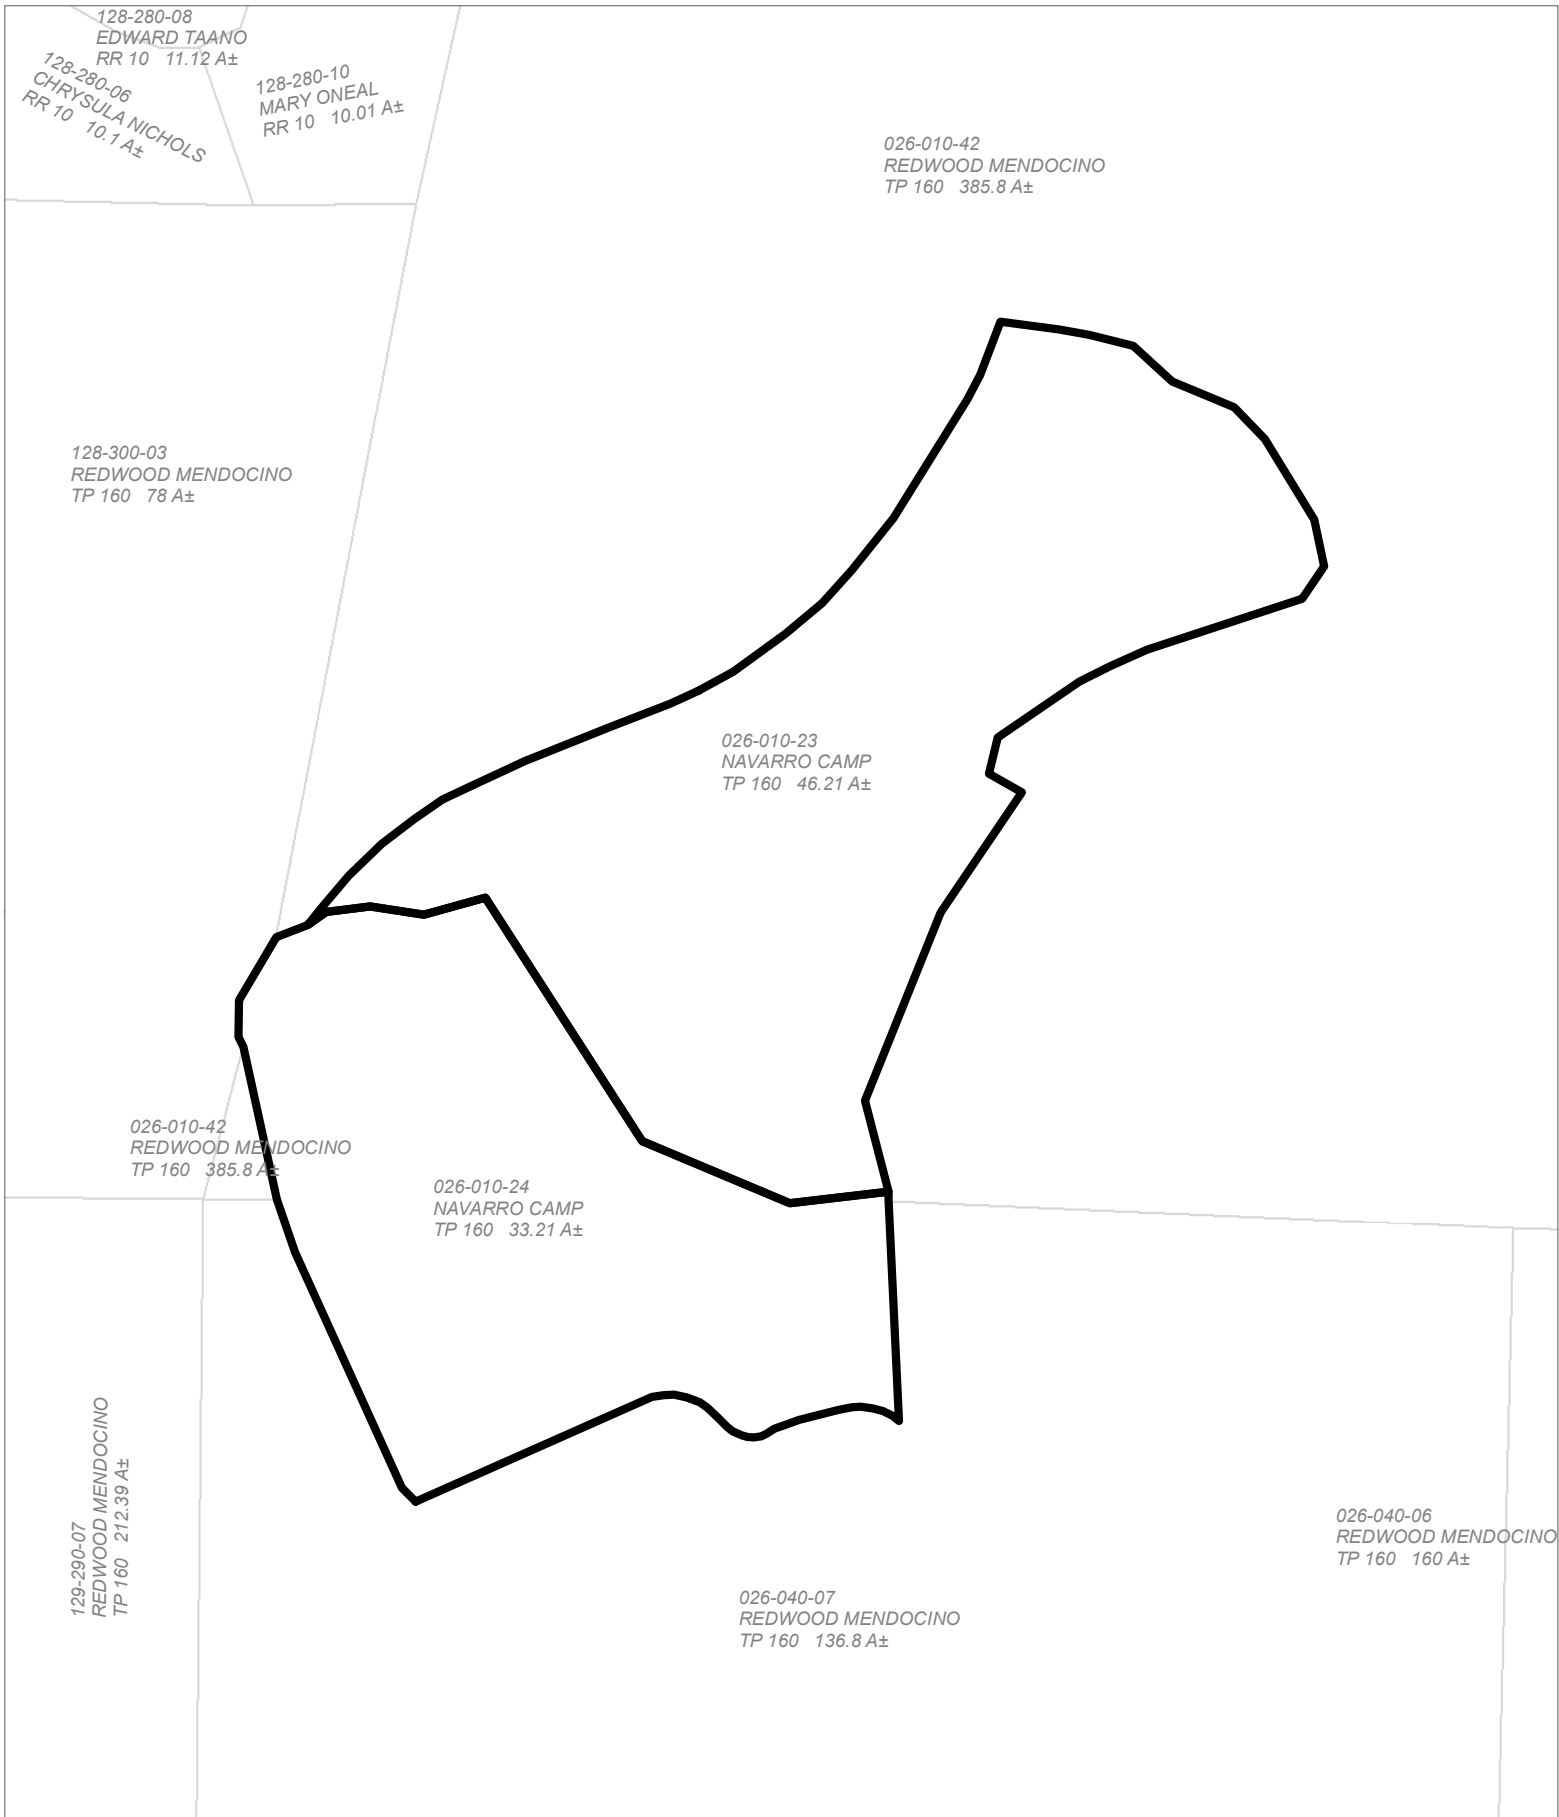 128-280-08
EDWARD TAANO
RR 10 11.12 A±
128-280-06
CHRYSULA NICHOLS
RR 10 10.1 A±
128-280-10
MARY ONEAL
RR 10 10.01 A±
026-010-42
REDWOOD MENDOCINO
TP 160 385.8 A±
128-300-03
REDWOOD MENDOCINO
TP 160 78 A±
026-010-23
NAVARRO CAMP
TP 160 46.21 A±
026-010-42
REDWOOD MENDOCINO
TP 160 385.8 A±
026-010-24
NAVARRO CAMP
TP 160 33.21 A±
129-290-07
REDWOOD MENDOCINO
TP 160 212.39 A±
026-040-06
REDWOOD MENDOCINO
TP 160 160 A±
026-040-07
REDWOOD MENDOCINO
TP 160 136.8 A±